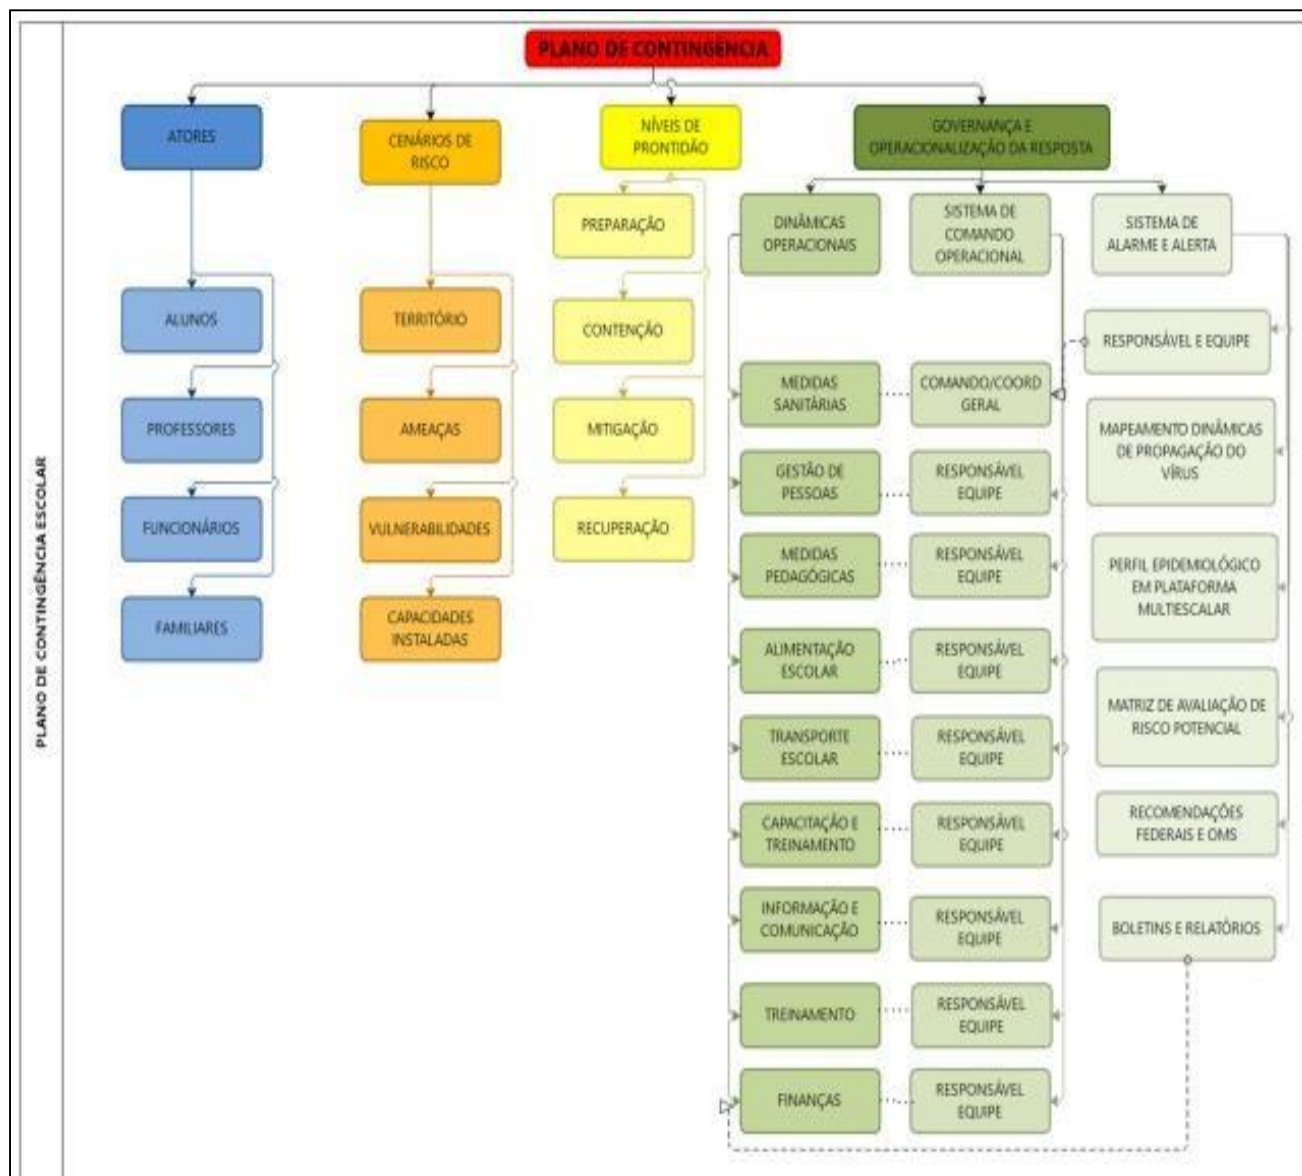 PLANO DE CONTINGÊNCIA ESCOLAR
PLANO DE CONTINGÊNCIA
ATORES
ALUNOS
PROFESSORES
FUNCIONÁRIOS
FAMILIARES
CENÁRIOS DE
RISCO
TERRITÓRIO
AMEAÇAS
VULNERABILIDADES
CAPACIDADES
INSTALADAS
NÍVEIS DE
PRONTIDÃO
PREPARAÇÃO
CONTENÇÃO
MITIGAÇÃO
RECUPERAÇÃO
GOVERNANÇA E
OPERACIONALIZAÇÃO DA RESPOSTA
DINÂMICAS
OPERACIONAIS
MEDIDAS
SANITÁRIAS
GESTÃO DE
PESSOAS
MEDIDAS
PEDAGÓGICAS
ALIMENTAÇÃO
ESCOLAR
TRANSPORTE
ESCOLAR
CAPACITAÇÃO E
TREINAMENTO
INFORMAÇÃO E
COMUNICAÇÃO
TREINAMENTO
FINANÇAS
SISTEMA DE
COMANDO
OPERACIONAL
COMANDO/COORD
GERAL
RESPONSÁVEL
EQUIPE
RESPONSÁVEL
EQUIPE
RESPONSÁVEL
EQUIPE
RESPONSÁVEL
EQUIPE
RESPONSÁVEL
EQUIPE
RESPONSÁVEL
EQUIPE
RESPONSÁVEL
EQUIPE
RESPONSÁVEL
EQUIPE
SISTEMA DE
ALARME E ALERTA
RESPONSÁVEL E EQUIPE
MAPEAMENTO DINÂMICAS
DE PROPAGAÇÃO DO
VÍRUS
PERFIL EPIDEMIOLÓGICO
EM PLATAFORMA
MULTIESCALAR
MATRIZ DE AVALIAÇÃO DE
RISCO POTENCIAL
RECOMENDAÇÕES
FEDERAIS E OMS
BOLETINS E RELATÓRIOS